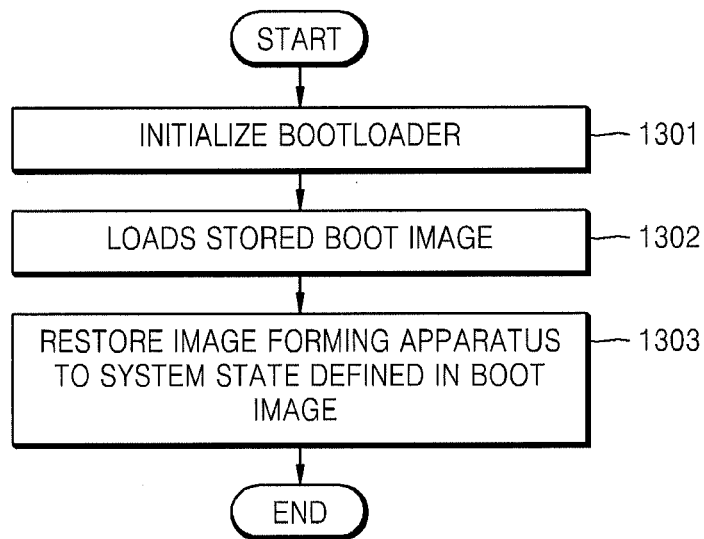 START
INITIALIZE BOOTLOADER
1301
LOADS STORED BOOT IMAGE
1302
RESTORE IMAGE FORMING APPARATUS
TO SYSTEM STATE DEFINED IN BOOT
IMAGE
1303
END